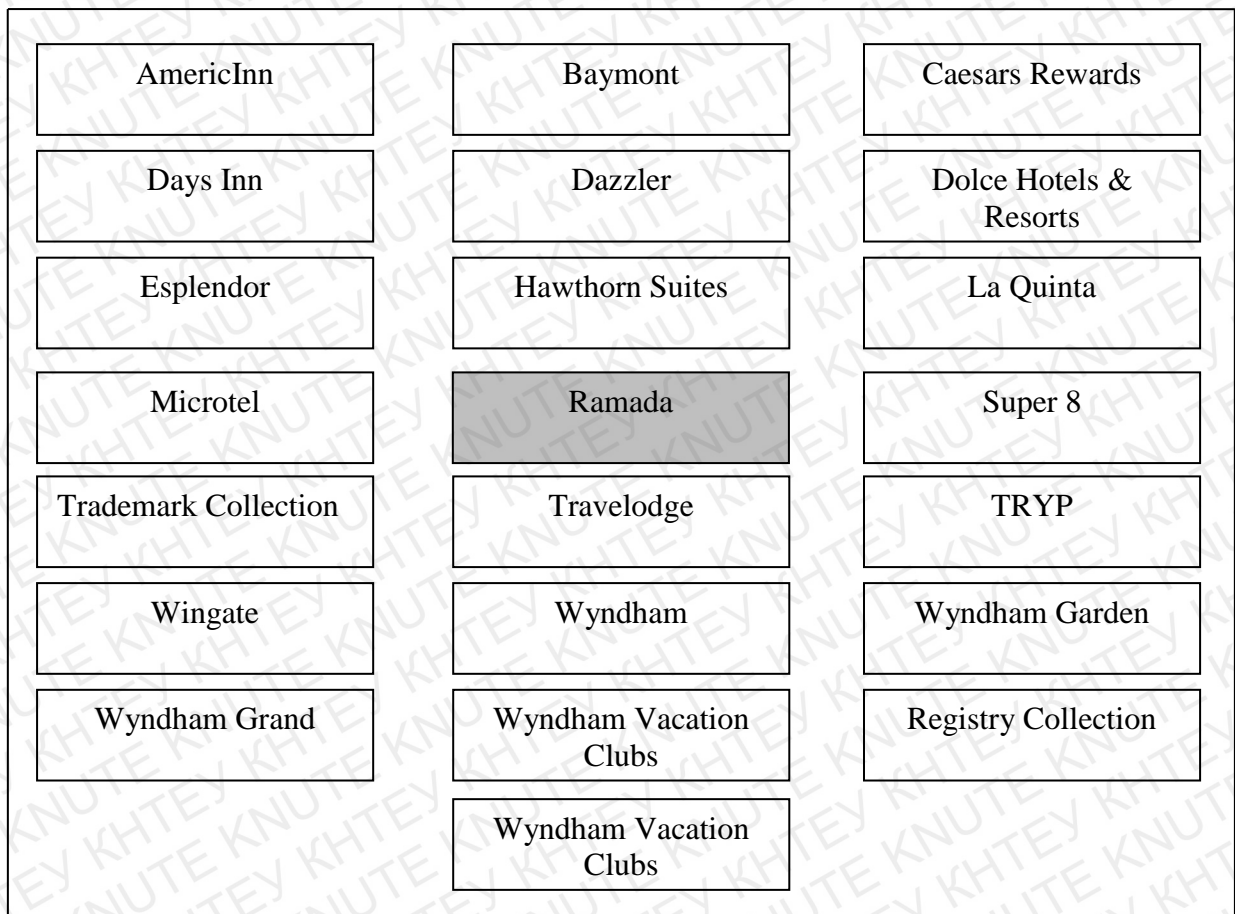 AmericInn
Baymont
Caesars Rewards
Days Inn
Dazzler
Dolce Hotels &
Resorts
Esplendor
Hawthorn Suites
La Quinta
Microtel
Ramada
Super 8
Trademark Collection
Travelodge
TRYP
Wingate
Wyndham
Wyndham Garden
Wyndham Grand
Wyndham Vacation
Clubs
Registry Collection
Wyndham Vacation
Clubs